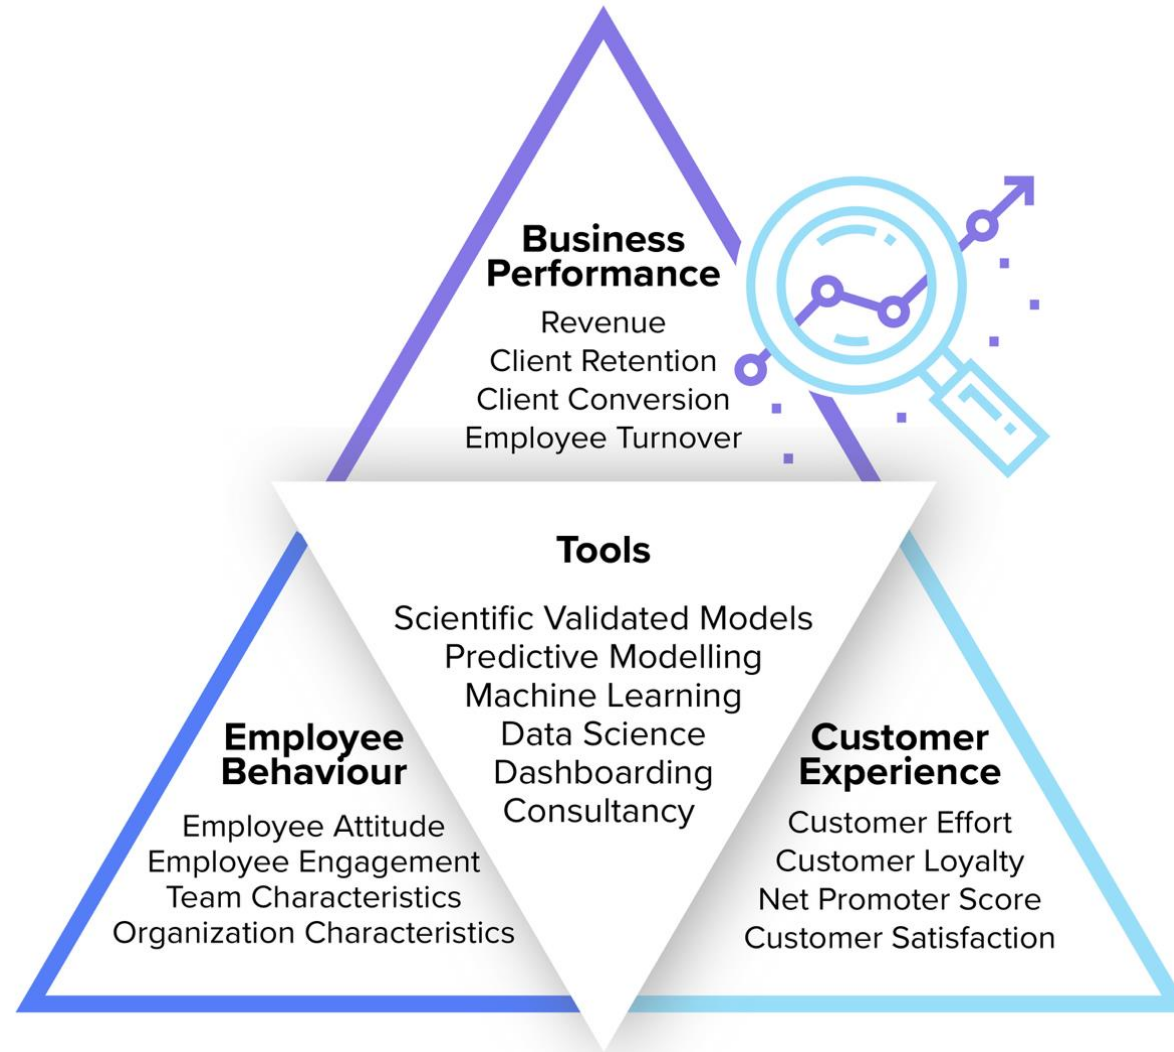 Business
Performance
Revenue
Client Retention
Client Conversion
Employee Turnover
Tools
Scientific Validated Models
Predictive Modelling
Machine Learning
Data Science
Dashboarding
Consultancy
Employee
Behaviour
Employee Attitude
Employee Engagement
Team Characteristics
Organization Characteristics
Customer
Experience
Customer Effort
Customer Loyalty
Net Promoter Score
Customer Satisfaction